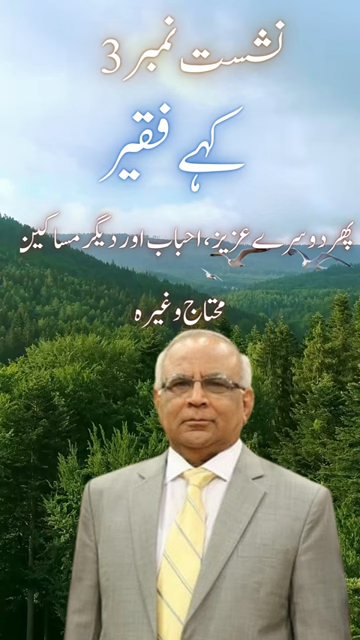 نشست نمبر 3
کہے فقیر
پھر دوسرے عزیز، احباب اور دیگر مساکین
محتاج وغیرہ